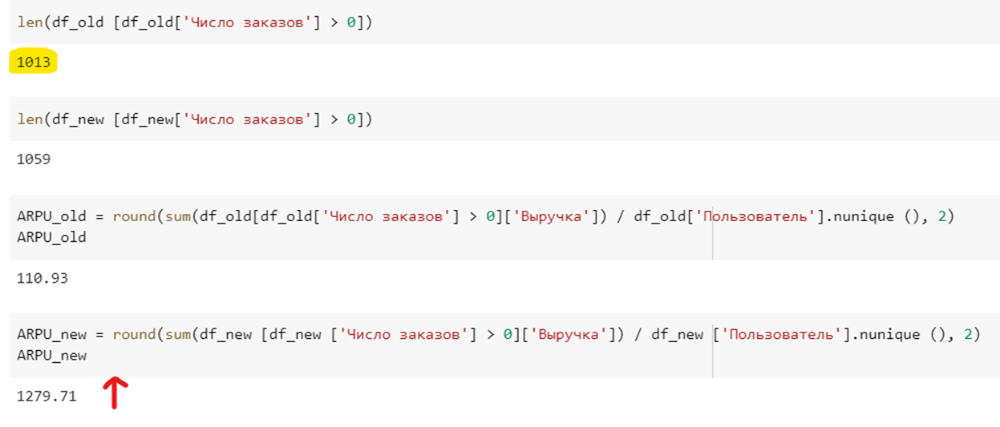 len(df_old [df_old['Число заказов'] > 0])
1013
len(df_new [df_new['Число заказов'] > 0])
1059
ARPU_old = round(sum(df_old[df_old['Число заказов'] > 0]['Выручка']) / df_old['Пользователь'].nunique (), 2)
ARPU_old
110.93
ARPU_new = round(sum(df_new [df_new ['Число заказов'] > 0]['Выручка']) / df_new ['Пользователь'].nunique (), 2)
ARPU_new
1279.71